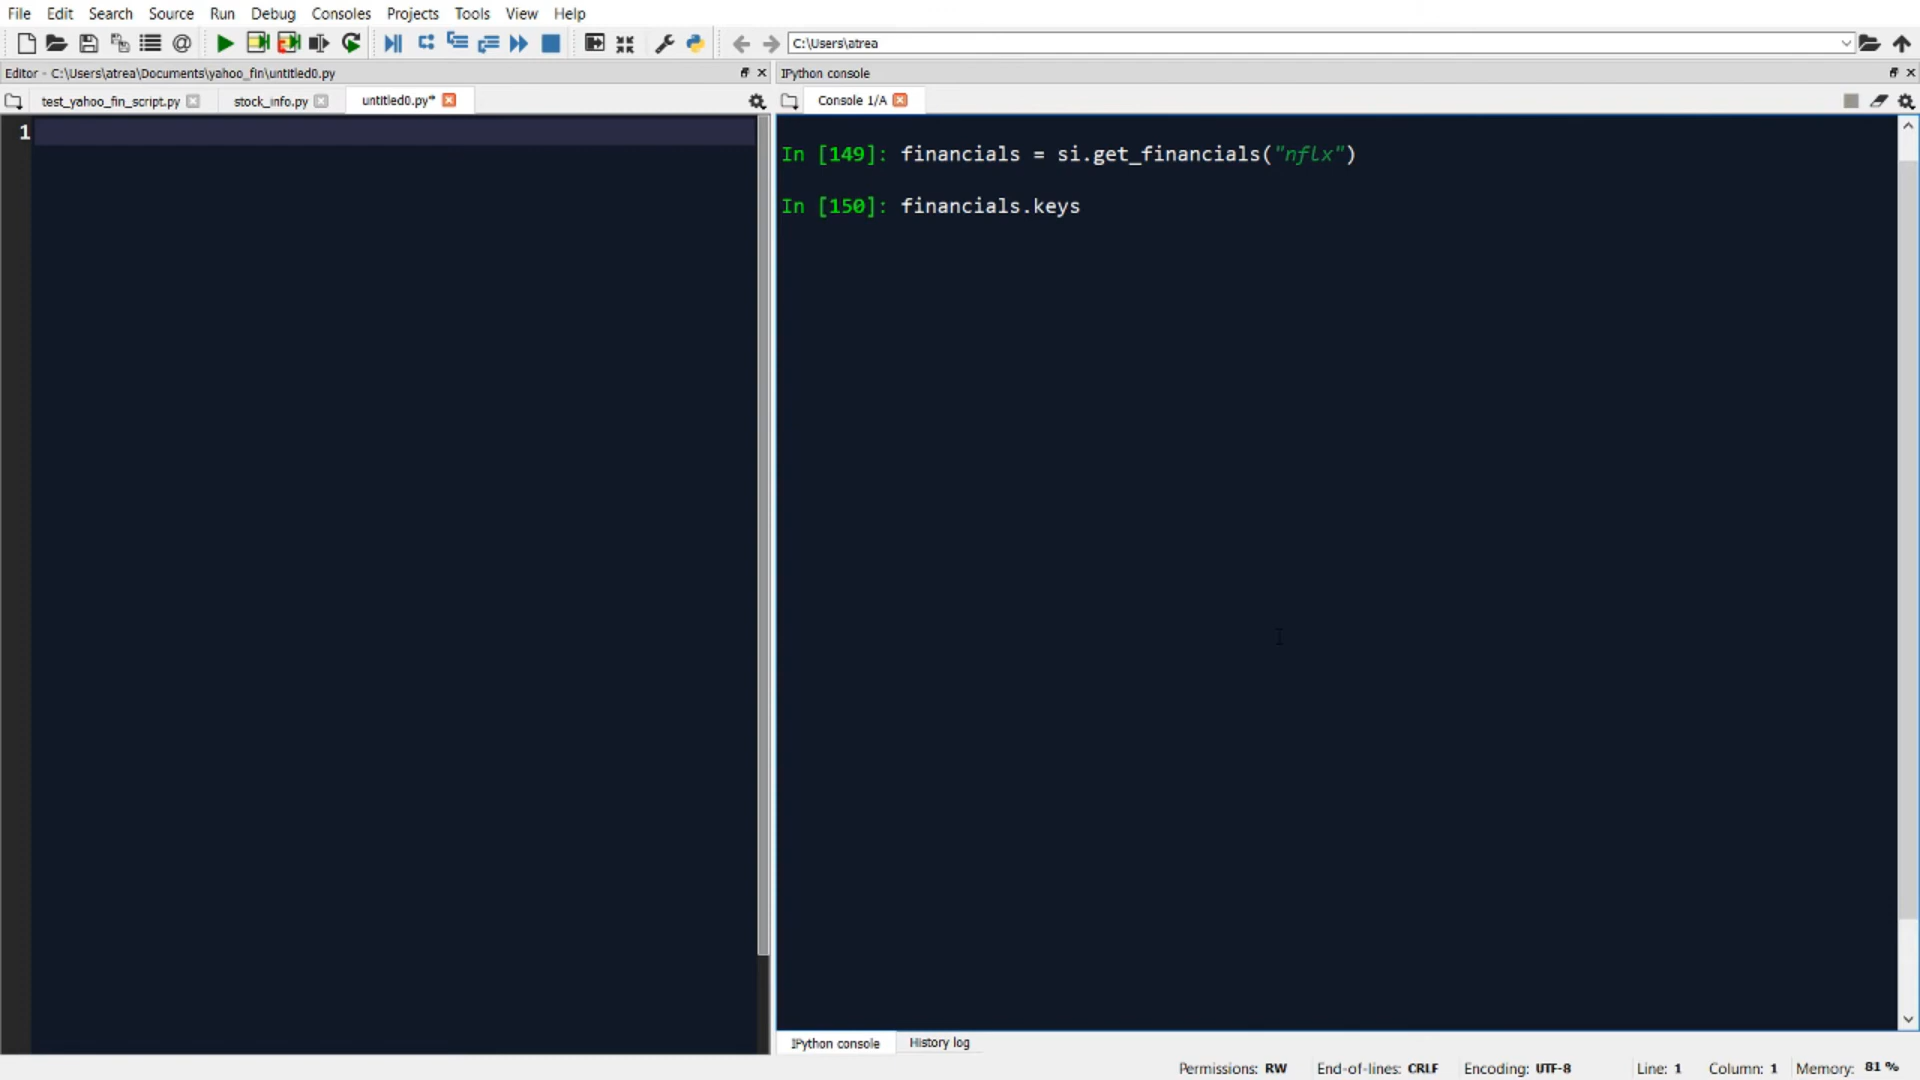 File Edit Search Source Run Debug Consoles Projects Tools View Help
C:\Users\atrea
Editor - C:\Users\atrea\Documents\yahoo_fin\untitled0.py
IPython console
test_yahoo_fin_script.py stock_info.py untitled0.py*
Console 1/A
1
In [149]: financials = si.get_financials("nflx")
In [150]: financials.keys
IPython console History log
Permissions: RW End-of-lines: CRLF Encoding: UTF-8 Line: 1 Column: 1 Memory: 81 %